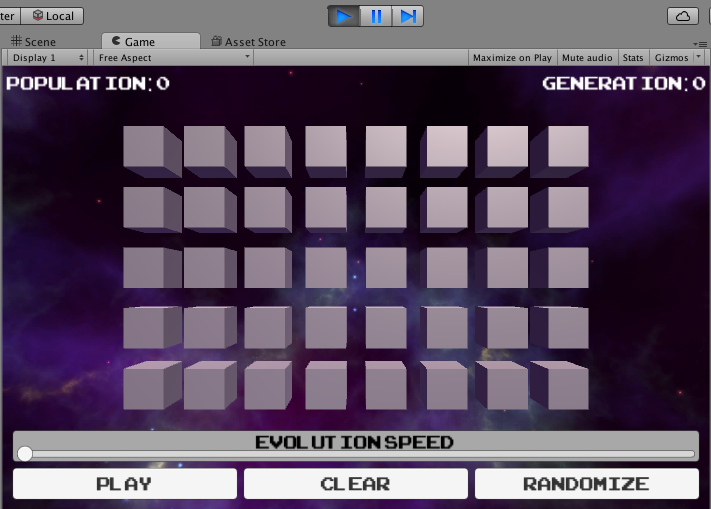 ter Local
Scene Game Asset Store
Display 1 Free Aspect Maximize on Play Mute audio Stats Gizmos
POPULATION:0 GENERATION:0
EVOLUTION SPEED
PLAY CLEAR RANDOMIZE